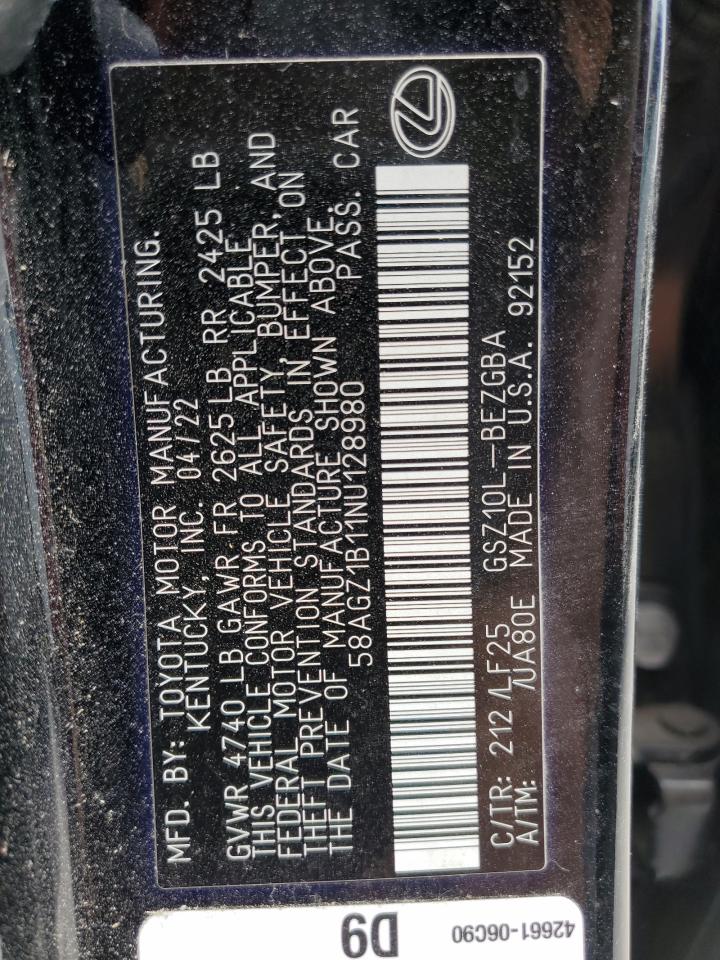 MFD. BY: TOYOTA MOTOR MANUFACTURING.
KENTUCKY, INC. 04/22
GVWR 4740 LB GAWR FR 2625 LB RR 2425 LB
THIS VEHICLE CONFORMS TO ALL APPLICABLE
FEDERAL MOTOR VEHICLE SAFETY, BUMPER, AND
THEFT PREVENTION STANDARDS IN EFFECT ON
THE DATE OF MANUFACTURE SHOWN ABOVE.
58AGZ1B11NU128980 PASS. CAR
C/TR: 212 /LF25 GSZ10L-BEZGBA
A/TM: /UA80E MADE IN U.S.A. 92152
D9
42661-06C90